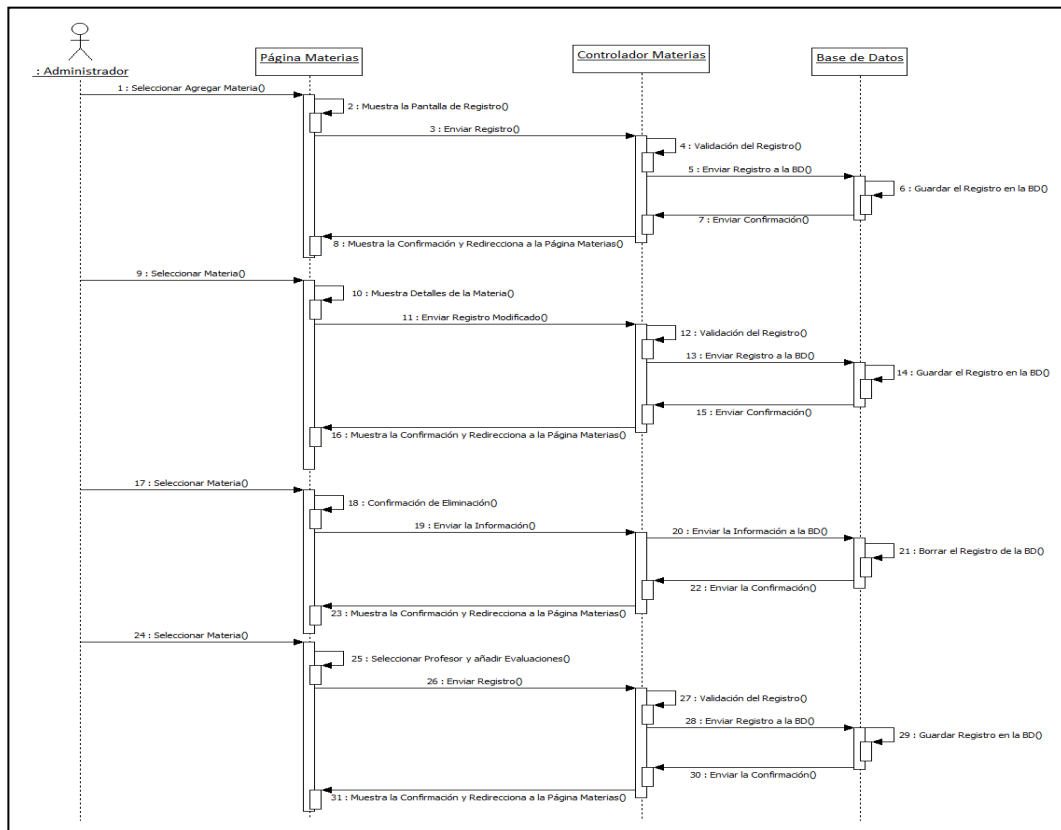 : Administrador
Página Materias
Controlador Materias
Base de Datos
1 : Seleccionar Agregar Materia()
2 : Muestra la Pantalla de Registro()
3 : Enviar Registro()
4 : Validación del Registro()
5 : Enviar Registro a la BD()
6 : Guardar el Registro en la BD()
7 : Enviar Confirmación()
8 : Muestra la Confirmación y Redirecciona a la Página Materias()
9 : Seleccionar Materia()
10 : Muestra Detalles de la Materia()
11 : Enviar Registro Modificado()
12 : Validación del Registro()
13 : Enviar Registro a la BD()
14 : Guardar el Registro en la BD()
15 : Enviar Confirmación()
16 : Muestra la Confirmación y Redirecciona a la Página Materias()
17 : Seleccionar Materia()
18 : Confirmación de Eliminación()
19 : Enviar la Información()
20 : Enviar la Información a la BD()
21 : Borrar el Registro de la BD()
22 : Enviar la Confirmación()
23 : Muestra la Confirmación y Redirecciona a la Página Materias()
24 : Seleccionar Materia()
25 : Seleccionar Profesor y añadir Evaluaciones()
26 : Enviar Registro()
27 : Validación del Registro()
28 : Enviar Registro a la BD()
29 : Guardar Registro en la BD()
30 : Enviar la Confirmación()
31 : Muestra la Confirmación y Redirecciona a la Página Materias()